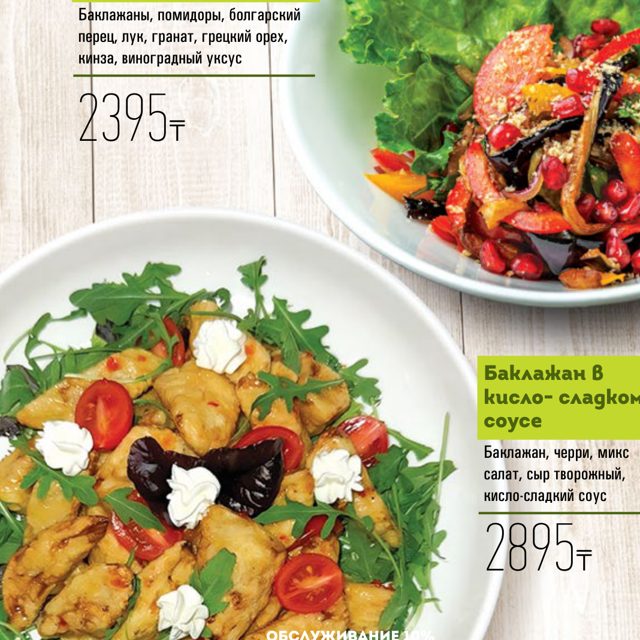 Баклажаны, помидоры, болгарский
перец, лук, гранат, грецкий орех,
кинза, виноградный уксус
2395₸
Баклажан в
кисло- сладком
соусе
Баклажан, черри, микс
салат, сыр творожный,
кисло-сладкий соус
2895₸
ОБСЛУЖИВАНИЕ